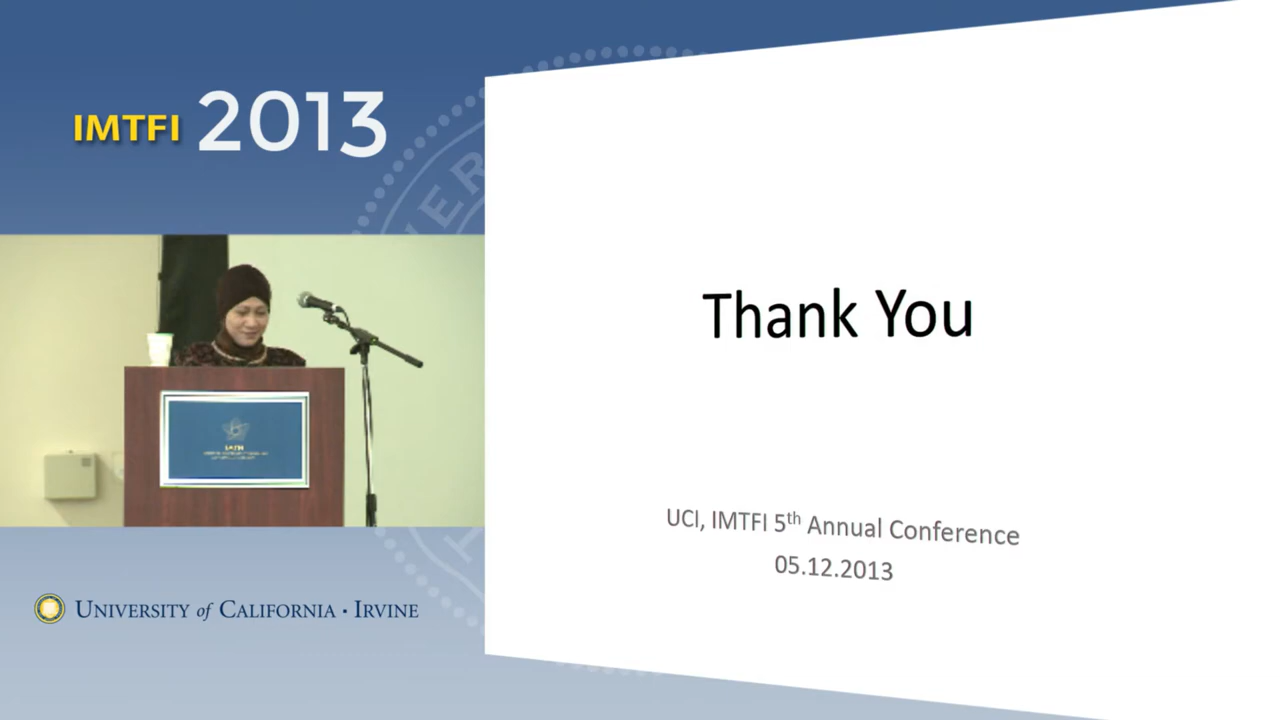 IMTFI 2013
Thank You
UCI, IMTFI 5th Annual Conference
05.12.2013
UNIVERSITY of CALIFORNIA · IRVINE